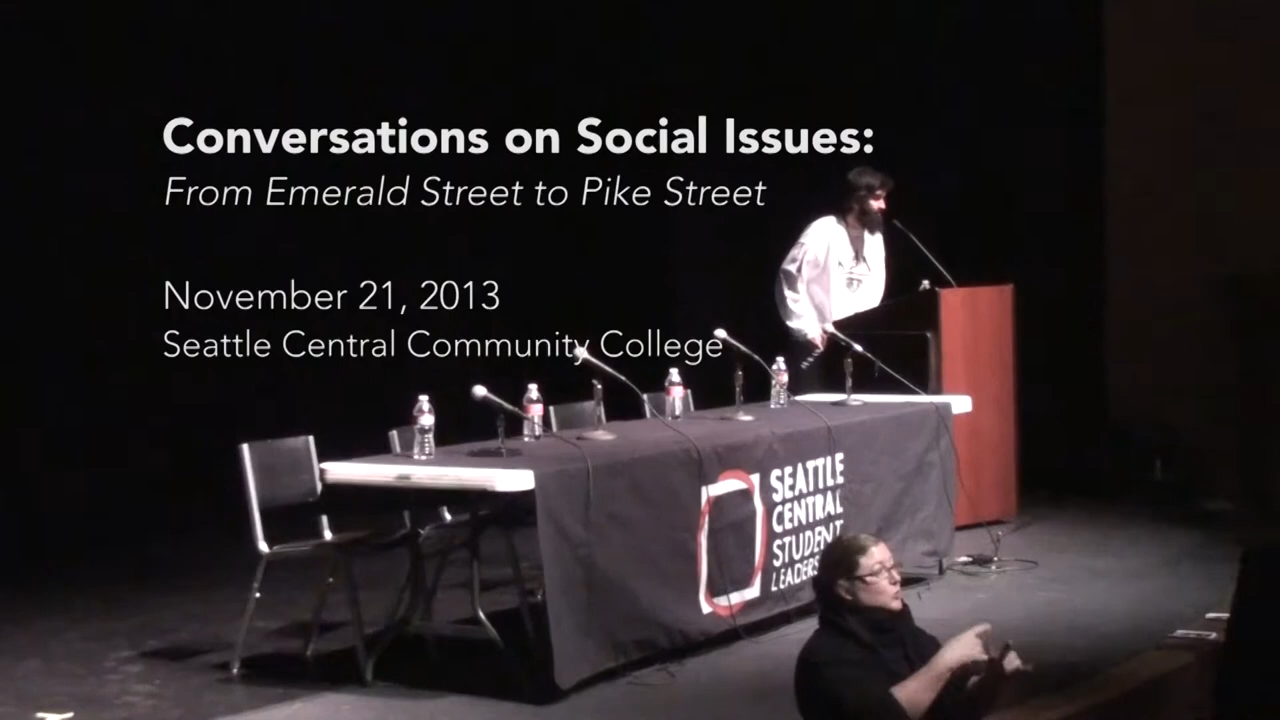 Conversations on Social Issues:
From Emerald Street to Pike Street
November 21, 2013
Seattle Central Community College
SEATTLE
CENTRAL
STUDENT
LEADERS